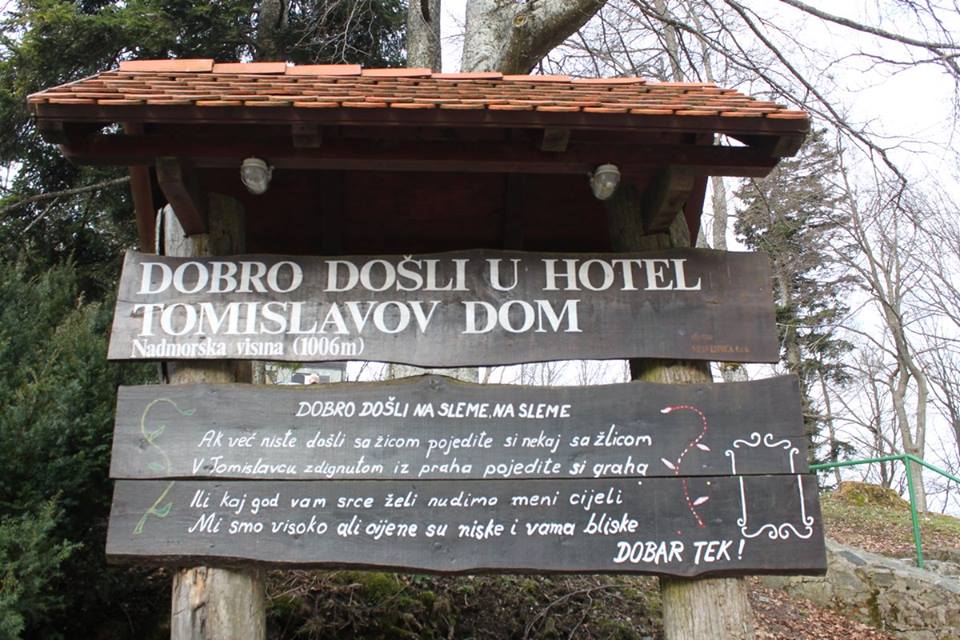 DOBRO DOŠLI U HOTEL
TOMISLAVOV DOM
Nadmorska visina (1006m)
DOBRO DOŠLI NA SLEME, NA SLEME
Ak već niste došli sa žicom pojedite si nekaj sa žlicom
V Tomislavcu zdignutom iz praha pojedite si graha
Ili kaj god vam srce želi nudimo meni cijeli
Mi smo visoko ali cijene su niske i vama bliske
DOBAR TEK!